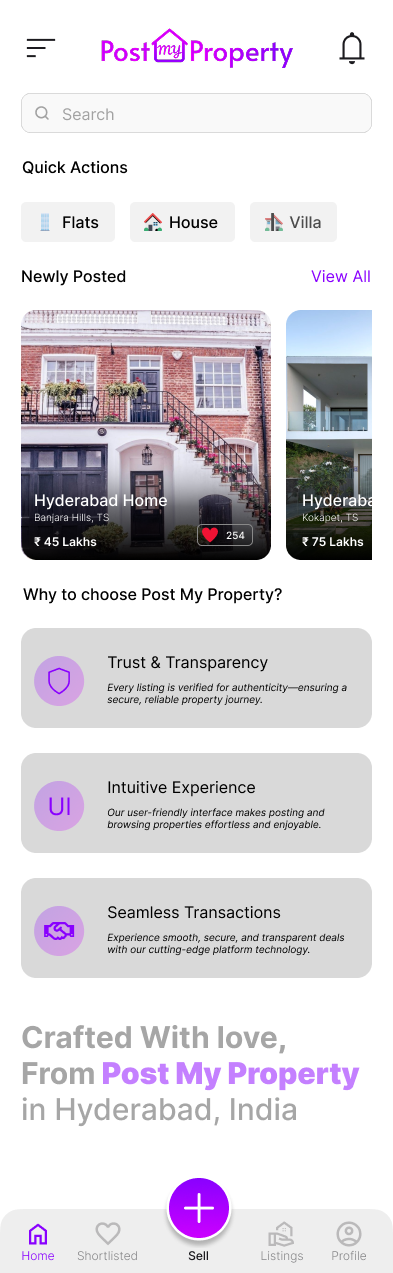 Post my Property
Search
Quick Actions
Flats
House
Villa
Newly Posted
View All
Hyderabad Home
Banjara Hills, TS
₹ 45 Lakhs
254
Hyderaba
Kokapet, TS
₹ 75 Lakhs
Why to choose Post My Property?
Trust & Transparency
Every listing is verified for authenticity—ensuring a
secure, reliable property journey.
UI
Intuitive Experience
Our user-friendly interface makes posting and
browsing properties effortless and enjoyable.
Seamless Transactions
Experience smooth, secure, and transparent deals
with our cutting-edge platform technology.
Crafted With love,
From Post My Property
in Hyderabad, India
Home
Shortlisted
Sell
Listings
Profile